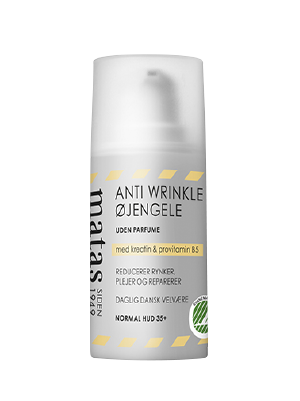 matas
SIDEN
1949
ANTI WRINKLE
ØJENGELE
UDEN PARFUME
med kreatin & provitamin B5
REDUCERER RYNKER,
PLEJER OG REPARERER
DAGLIG DANSK VELVÆRE
NORMAL HUD 35+